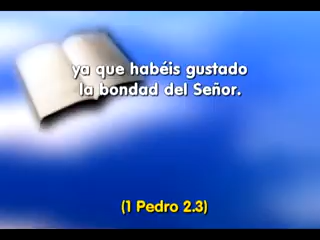 ya que habéis gustado
la bondad del Señor.
(1 Pedro 2.3)